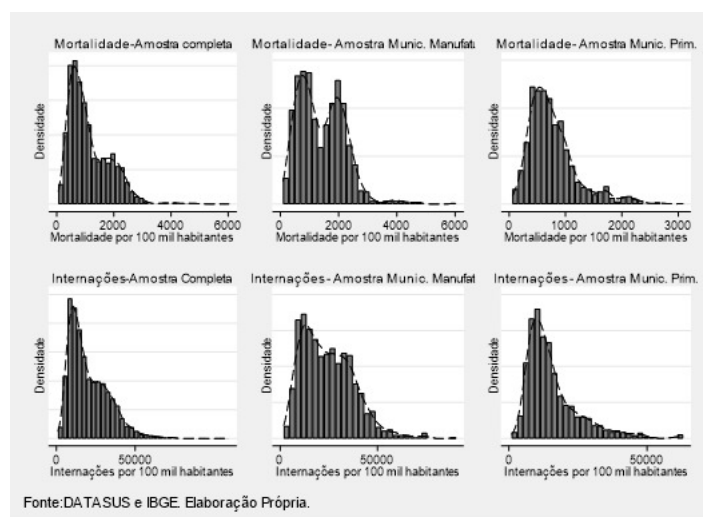 Mortalidade-Amostra completa
Densidade
0 2000 4000 6000
Mortalidade por 100 mil habitantes
Mortalidade- Amostra Munic. Manufat
Densidade
0 2000 4000 6000
Mortalidade por 100 mil habitantes
Mortalidade- Amostra Munic. Prim.
Densidade
0 1000 2000 3000
Mortalidade por 100 mil habitantes
Internações-Amostra Completa
Densidade
0 50000
Internações por 100 mil habitantes
Internações- Amostra Munic. Manufat
Densidade
0 50000
Internações por 100 mil habitantes
Internações- Amostra Munic. Prim.
Densidade
0 50000
Internações por 100 mil habitantes
Fonte:DATASUS e IBGE. Elaboração Própria.